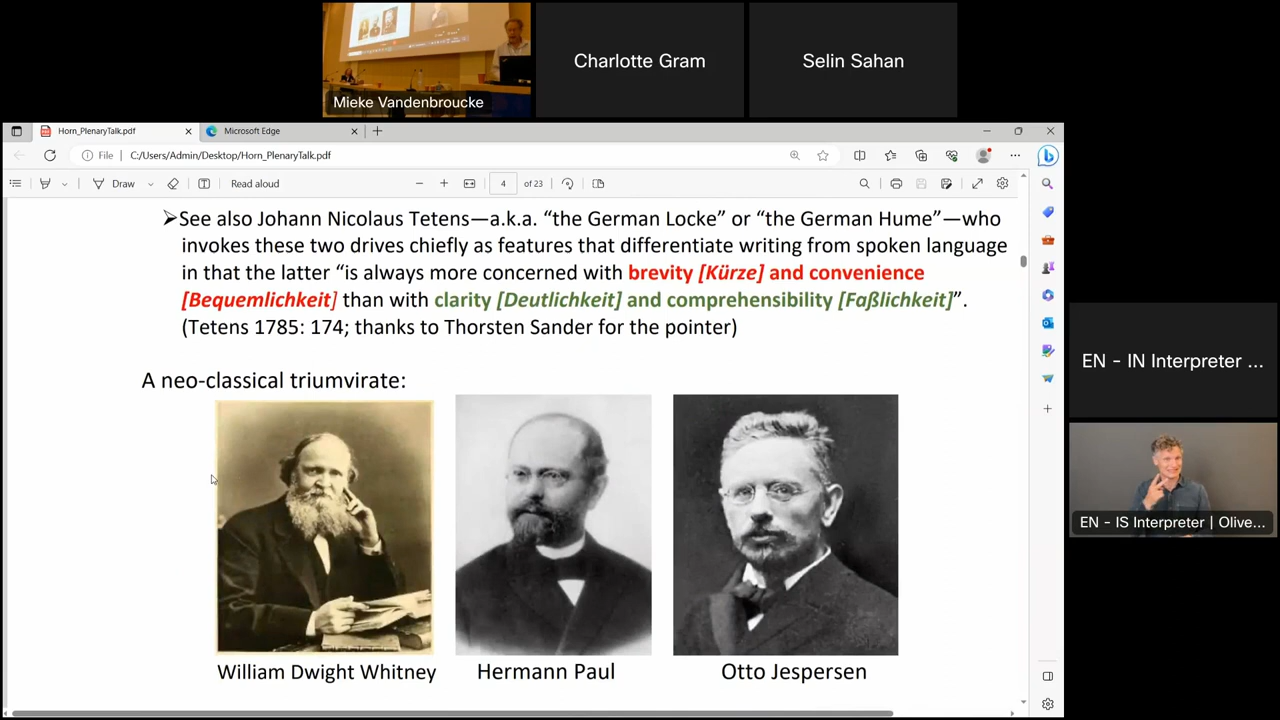 Mieke Vandenbroucke
Charlotte Gram
Selin Sahan
Horn_PlenaryTalk.pdf
Microsoft Edge
File
C:/Users/Admin/Desktop/Horn_PlenaryTalk.pdf
Draw
Read aloud
4
of 23
➢See also Johann Nicolaus Tetens—a.k.a. “the German Locke” or “the German Hume”—who
invokes these two drives chiefly as features that differentiate writing from spoken language
in that the latter “is always more concerned with brevity [Kürze] and convenience
[Bequemlichkeit] than with clarity [Deutlichkeit] and comprehensibility [Faßlichkeit]”.
(Tetens 1785: 174; thanks to Thorsten Sander for the pointer)
A neo-classical triumvirate:
William Dwight Whitney
Hermann Paul
Otto Jespersen
EN - IN Interpreter ...
EN - IS Interpreter | Olive...